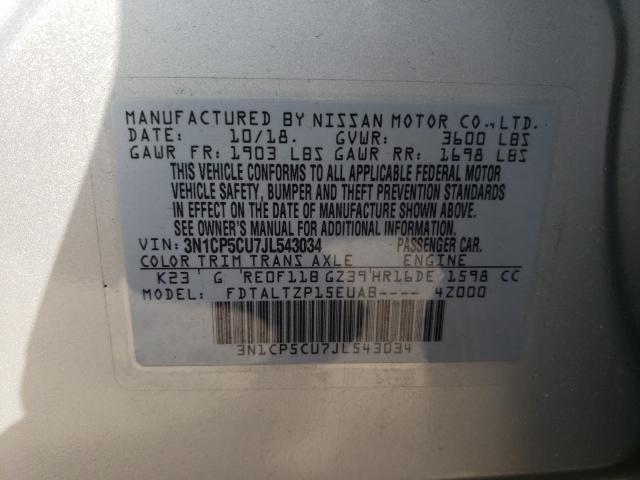 MANUFACTURED BY NISSAN MOTOR CO.,LTD.
DATE: 10/18. GVWR: 3600 LBS
GAWR FR: 1903 LBS GAWR RR: 1698 LBS
THIS VEHICLE CONFORMS TO ALL APPLICABLE FEDERAL MOTOR
VEHICLE SAFETY, BUMPER AND THEFT PREVENTION STANDARDS
IN EFFECT ON THE DATE OF MANUFACTURE SHOWN ABOVE.
SEE OWNER'S MANUAL FOR ADDITIONAL INFORMATION.
VIN: 3N1CP5CU7JL543034 PASSENGER CAR.
COLOR TRIM TRANS AXLE ENGINE
K23 ' G 'RE0F11B GZ39'HR16DE 1598 CC
MODEL: FDTALTZP15EUAB---- 4Z000
3N1CP5CU7JL543034